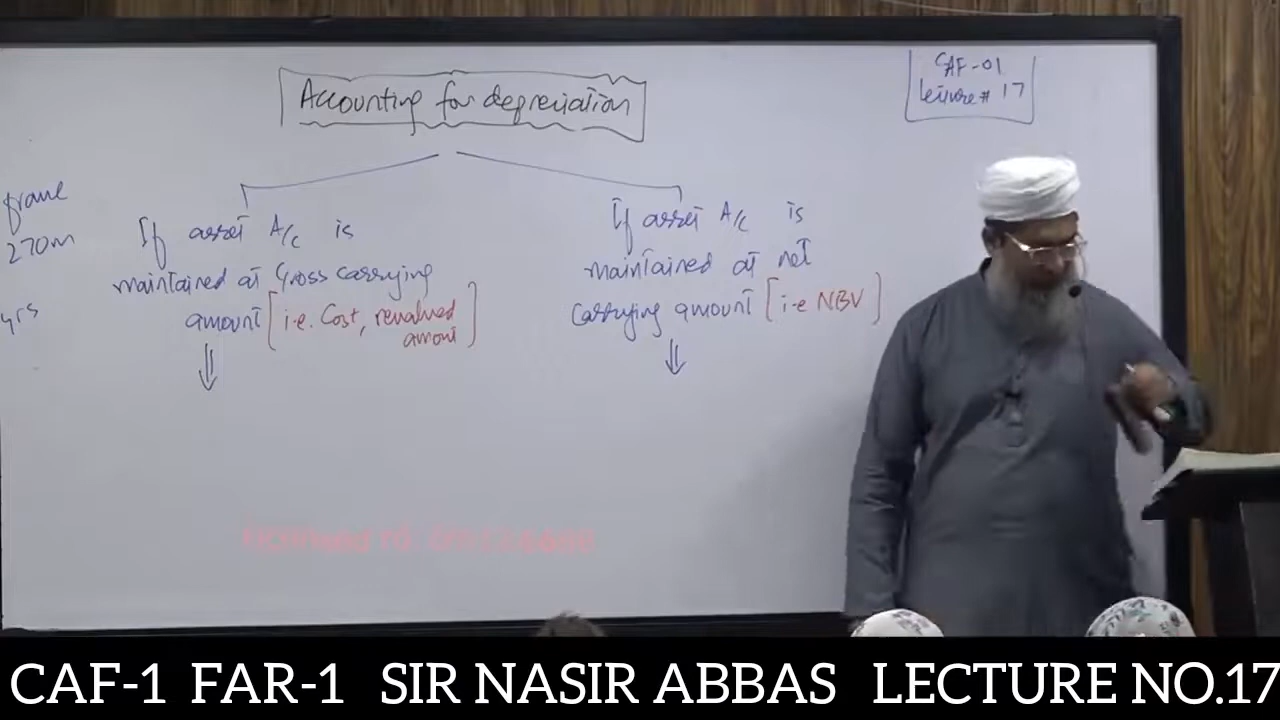 Accounting for depreciation
CAF-01
Lecture# 17
frame
270m
yrs
If asset A/c is
maintained at Gross carrying
amount [i.e. Cost, revalued
amount]
If asset A/c is
maintained at net
carrying amount [i-e NBV]
CAF-1 FAR-1 SIR NASIR ABBAS LECTURE NO.17